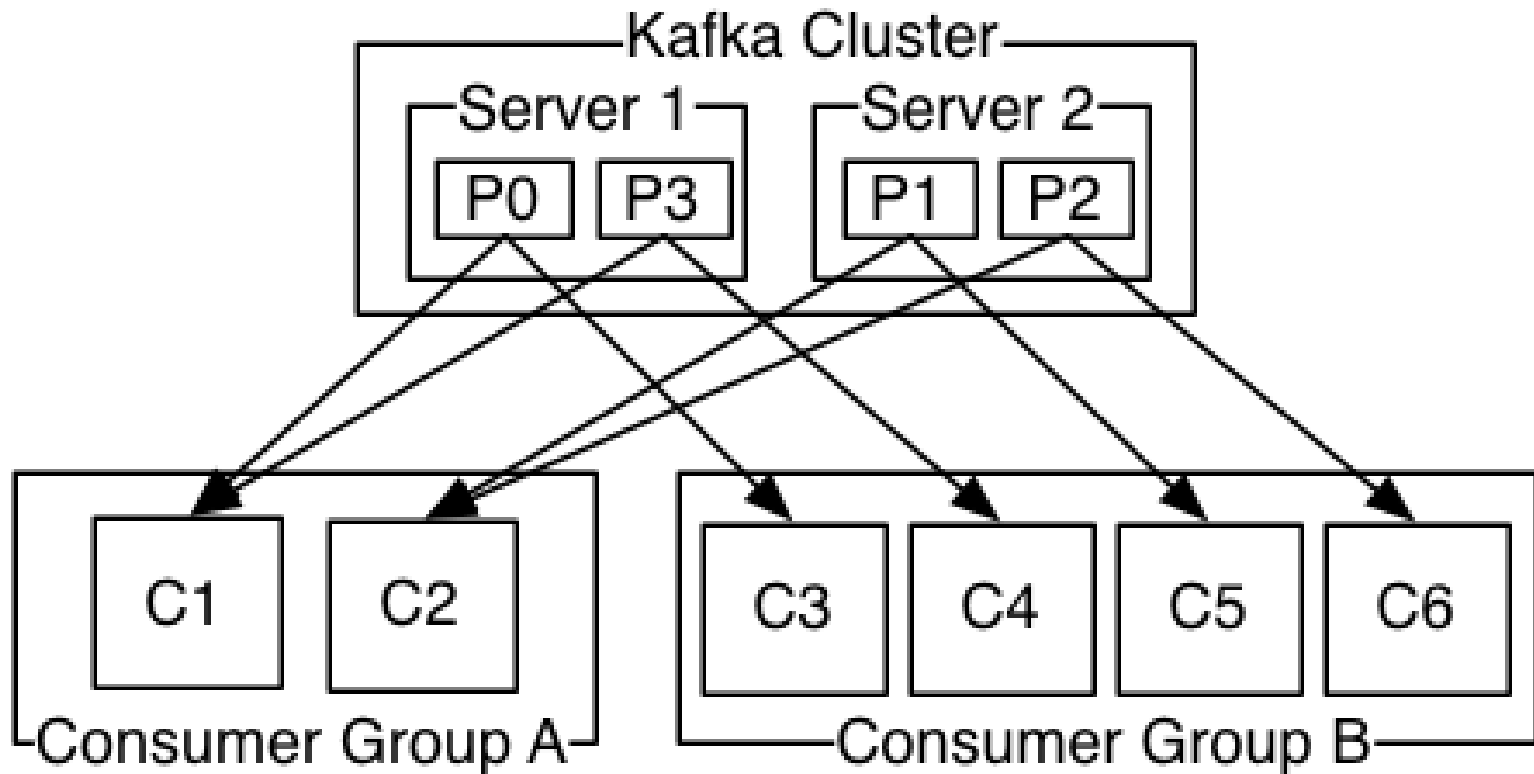 Kafka Cluster
Server 1
Server 2
P0
P3
P1
P2
C1
C2
C3
C4
C5
C6
Consumer Group A
Consumer Group B